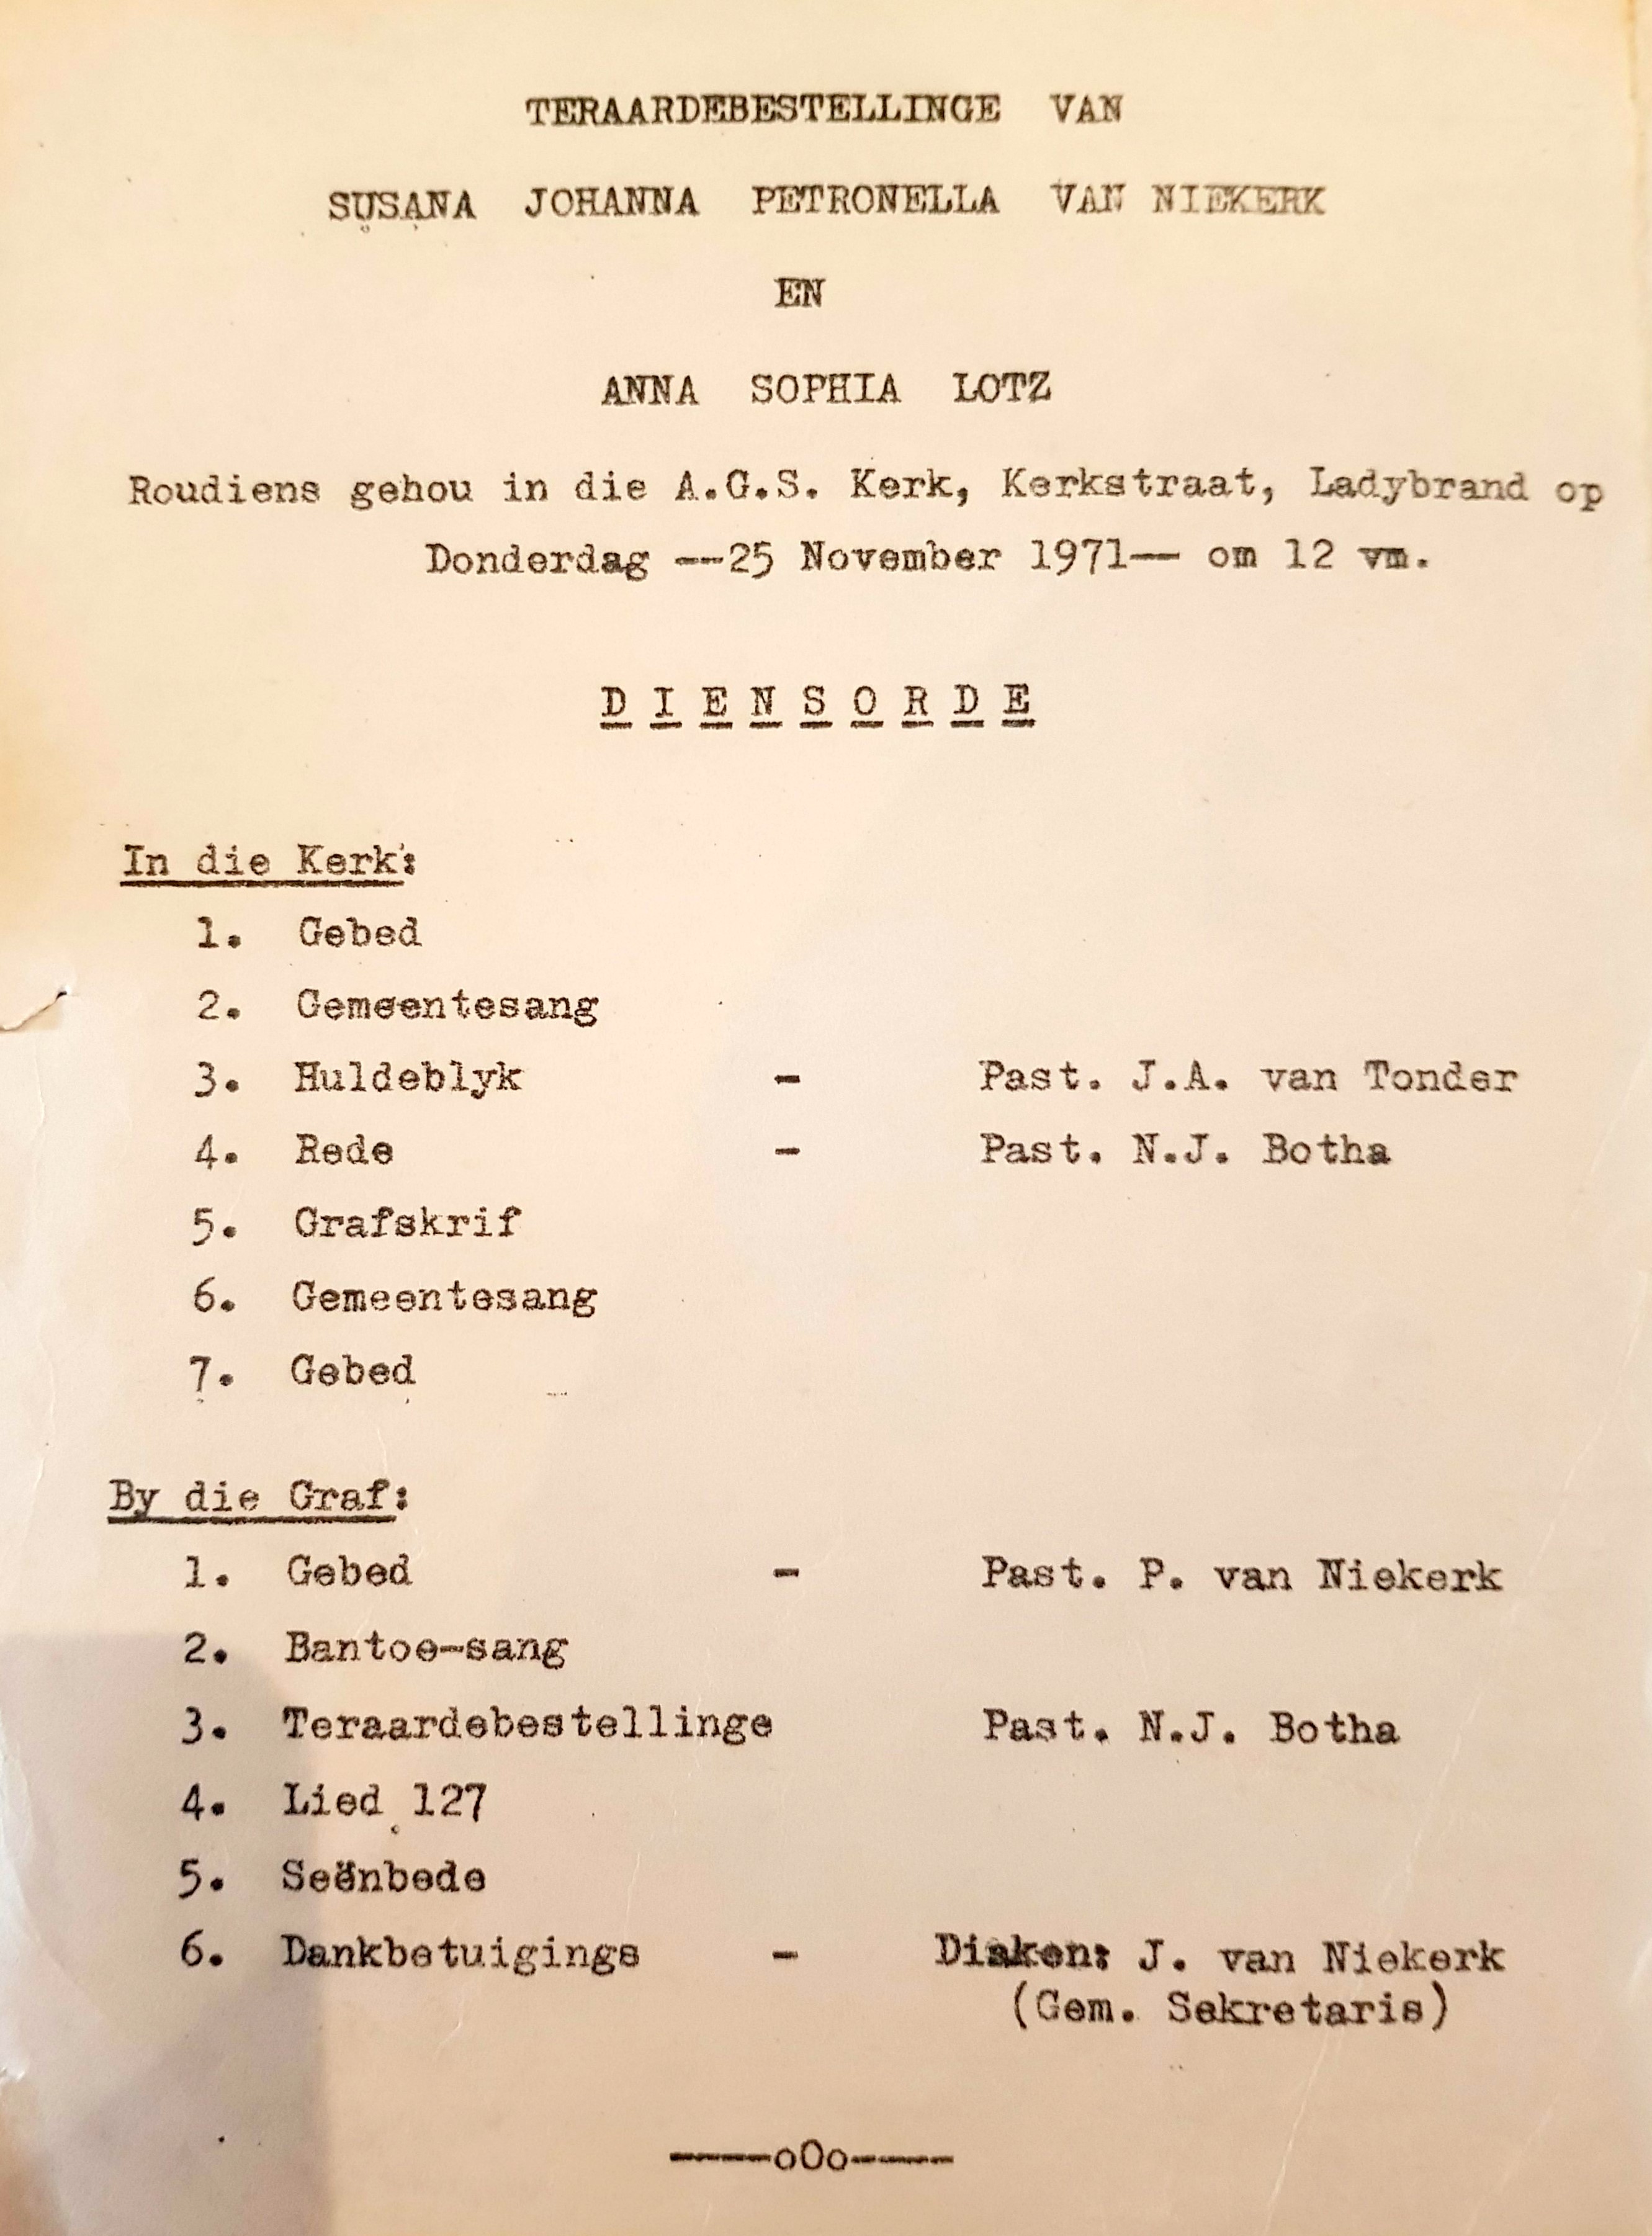 TERAARDEBESTELLINGE VAN
SUSANA JOHANNA PETRONELLA VAN NIEKERK
EN
ANNA SOPHIA LOTZ
Roudiens gehou in die A.G.S. Kerk, Kerkstraat, Ladybrand op
Donderdag --25 November 1971-- om 12 vm.
D I E N S O R D E
In die Kerk:
1. Gebed
2. Gemeentesang
3. Huldeblyk - Past. J.A. van Tonder
4. Rede - Past. N.J. Botha
5. Grafskrif
6. Gemeentesang
7. Gebed
By die Graf:
1. Gebed - Past. P. van Niekerk
2. Bantoe-sang
3. Teraardebestellinge Past. N.J. Botha
4. Lied 127
5. Seënbede
6. Dankbetuigings - Diaken: J. van Niekerk
(Gem. Sekretaris)
----oOo----